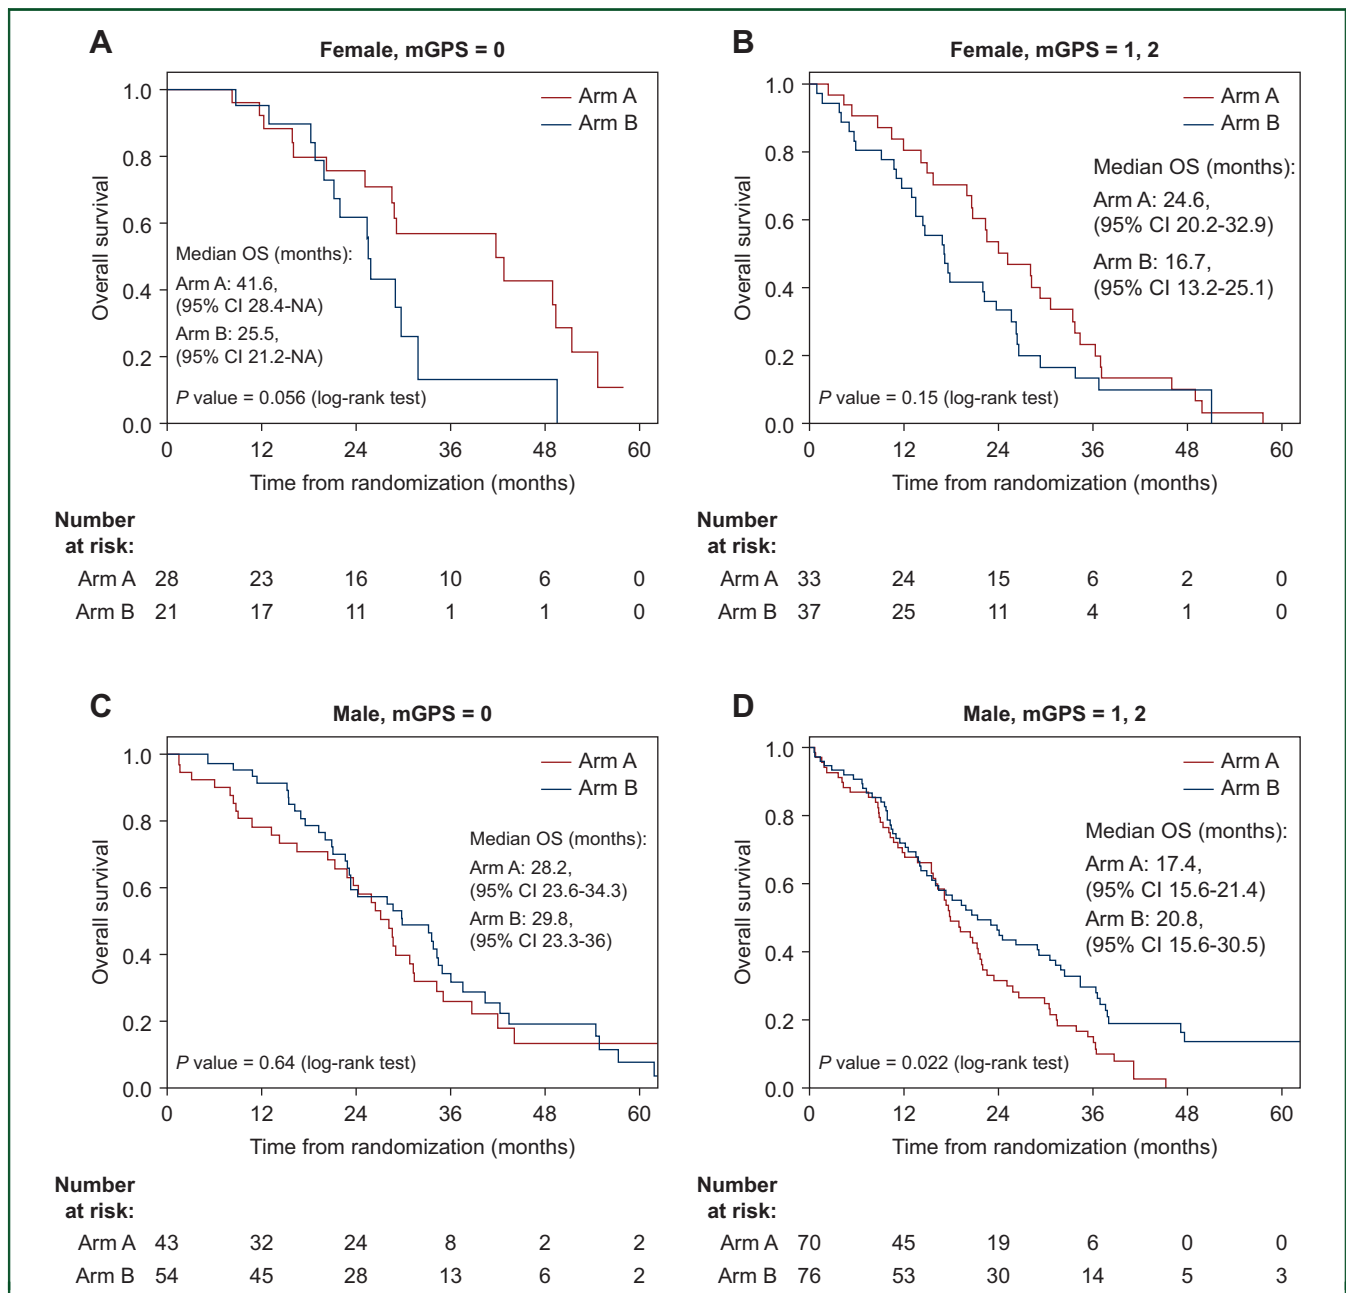 A
Female, mGPS = 0
Arm A
Arm B
Overall survival
1.0
0.8
0.6
0.4
0.2
0.0
Median OS (months):
Arm A: 41.6,
(95% CI 28.4-NA)
Arm B: 25.5,
(95% CI 21.2-NA)
P value = 0.056 (log-rank test)
0 12 24 36 48 60
Time from randomization (months)
Number
at risk:
Arm A 28 23 16 10 6 0
Arm B 21 17 11 1 1 0
B
Female, mGPS = 1, 2
Arm A
Arm B
Overall survival
1.0
0.8
0.6
0.4
0.2
0.0
Median OS (months):
Arm A: 24.6,
(95% CI 20.2-32.9)
Arm B: 16.7,
(95% CI 13.2-25.1)
P value = 0.15 (log-rank test)
0 12 24 36 48 60
Time from randomization (months)
Number
at risk:
Arm A 33 24 15 6 2 0
Arm B 37 25 11 4 1 0
C
Male, mGPS = 0
Arm A
Arm B
Overall survival
1.0
0.8
0.6
0.4
0.2
0.0
Median OS (months):
Arm A: 28.2,
(95% CI 23.6-34.3)
Arm B: 29.8,
(95% CI 23.3-36)
P value = 0.64 (log-rank test)
0 12 24 36 48 60
Time from randomization (months)
Number
at risk:
Arm A 43 32 24 8 2 2
Arm B 54 45 28 13 6 2
D
Male, mGPS = 1, 2
Arm A
Arm B
Overall survival
1.0
0.8
0.6
0.4
0.2
0.0
Median OS (months):
Arm A: 17.4,
(95% CI 15.6-21.4)
Arm B: 20.8,
(95% CI 15.6-30.5)
P value = 0.022 (log-rank test)
0 12 24 36 48 60
Time from randomization (months)
Number
at risk:
Arm A 70 45 19 6 0 0
Arm B 76 53 30 14 5 3